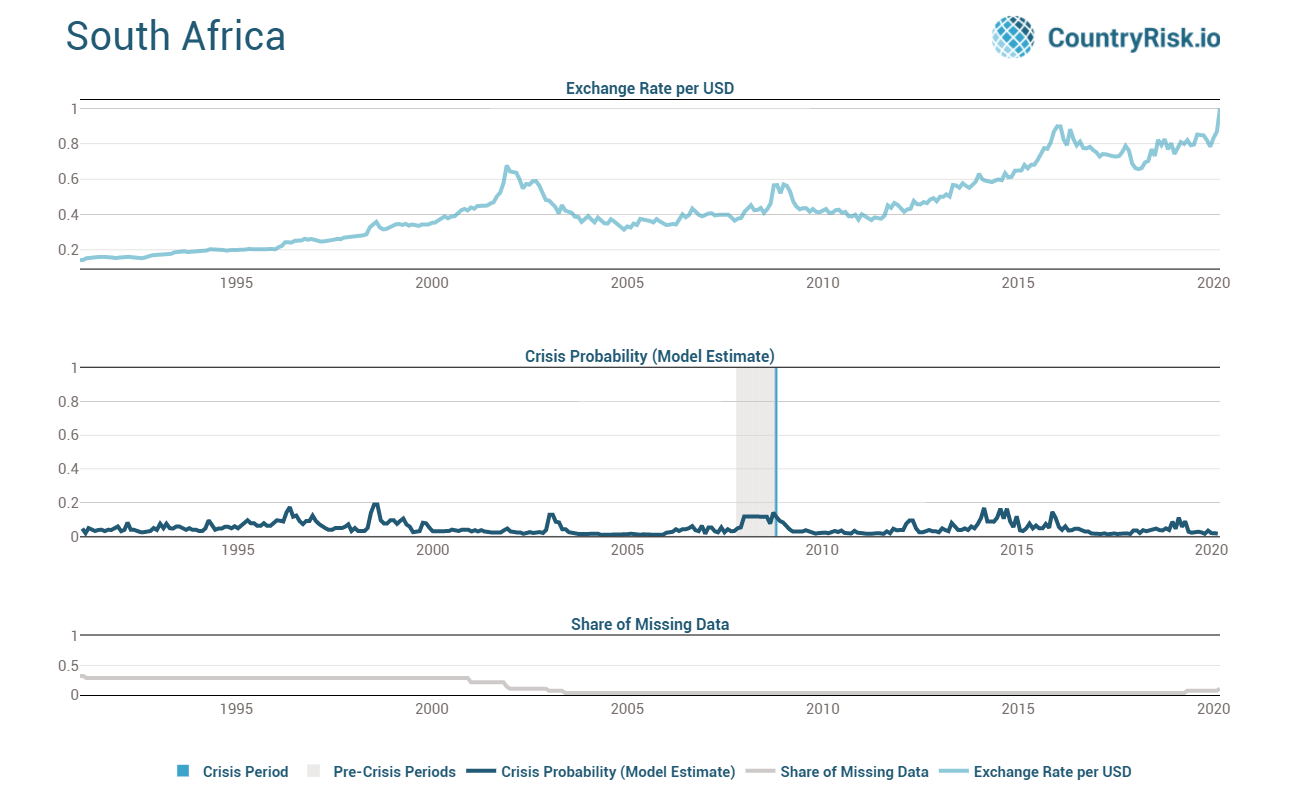 South Africa
CountryRisk.io
Exchange Rate per USD
1
0.8
0.6
0.4
0.2
1995 2000 2005 2010 2015 2020
Crisis Probability (Model Estimate)
1
0.8
0.6
0.4
0.2
0
1995 2000 2005 2010 2015 2020
Share of Missing Data
1
0.5
0
1995 2000 2005 2010 2015 2020
Crisis Period Pre-Crisis Periods Crisis Probability (Model Estimate) Share of Missing Data Exchange Rate per USD